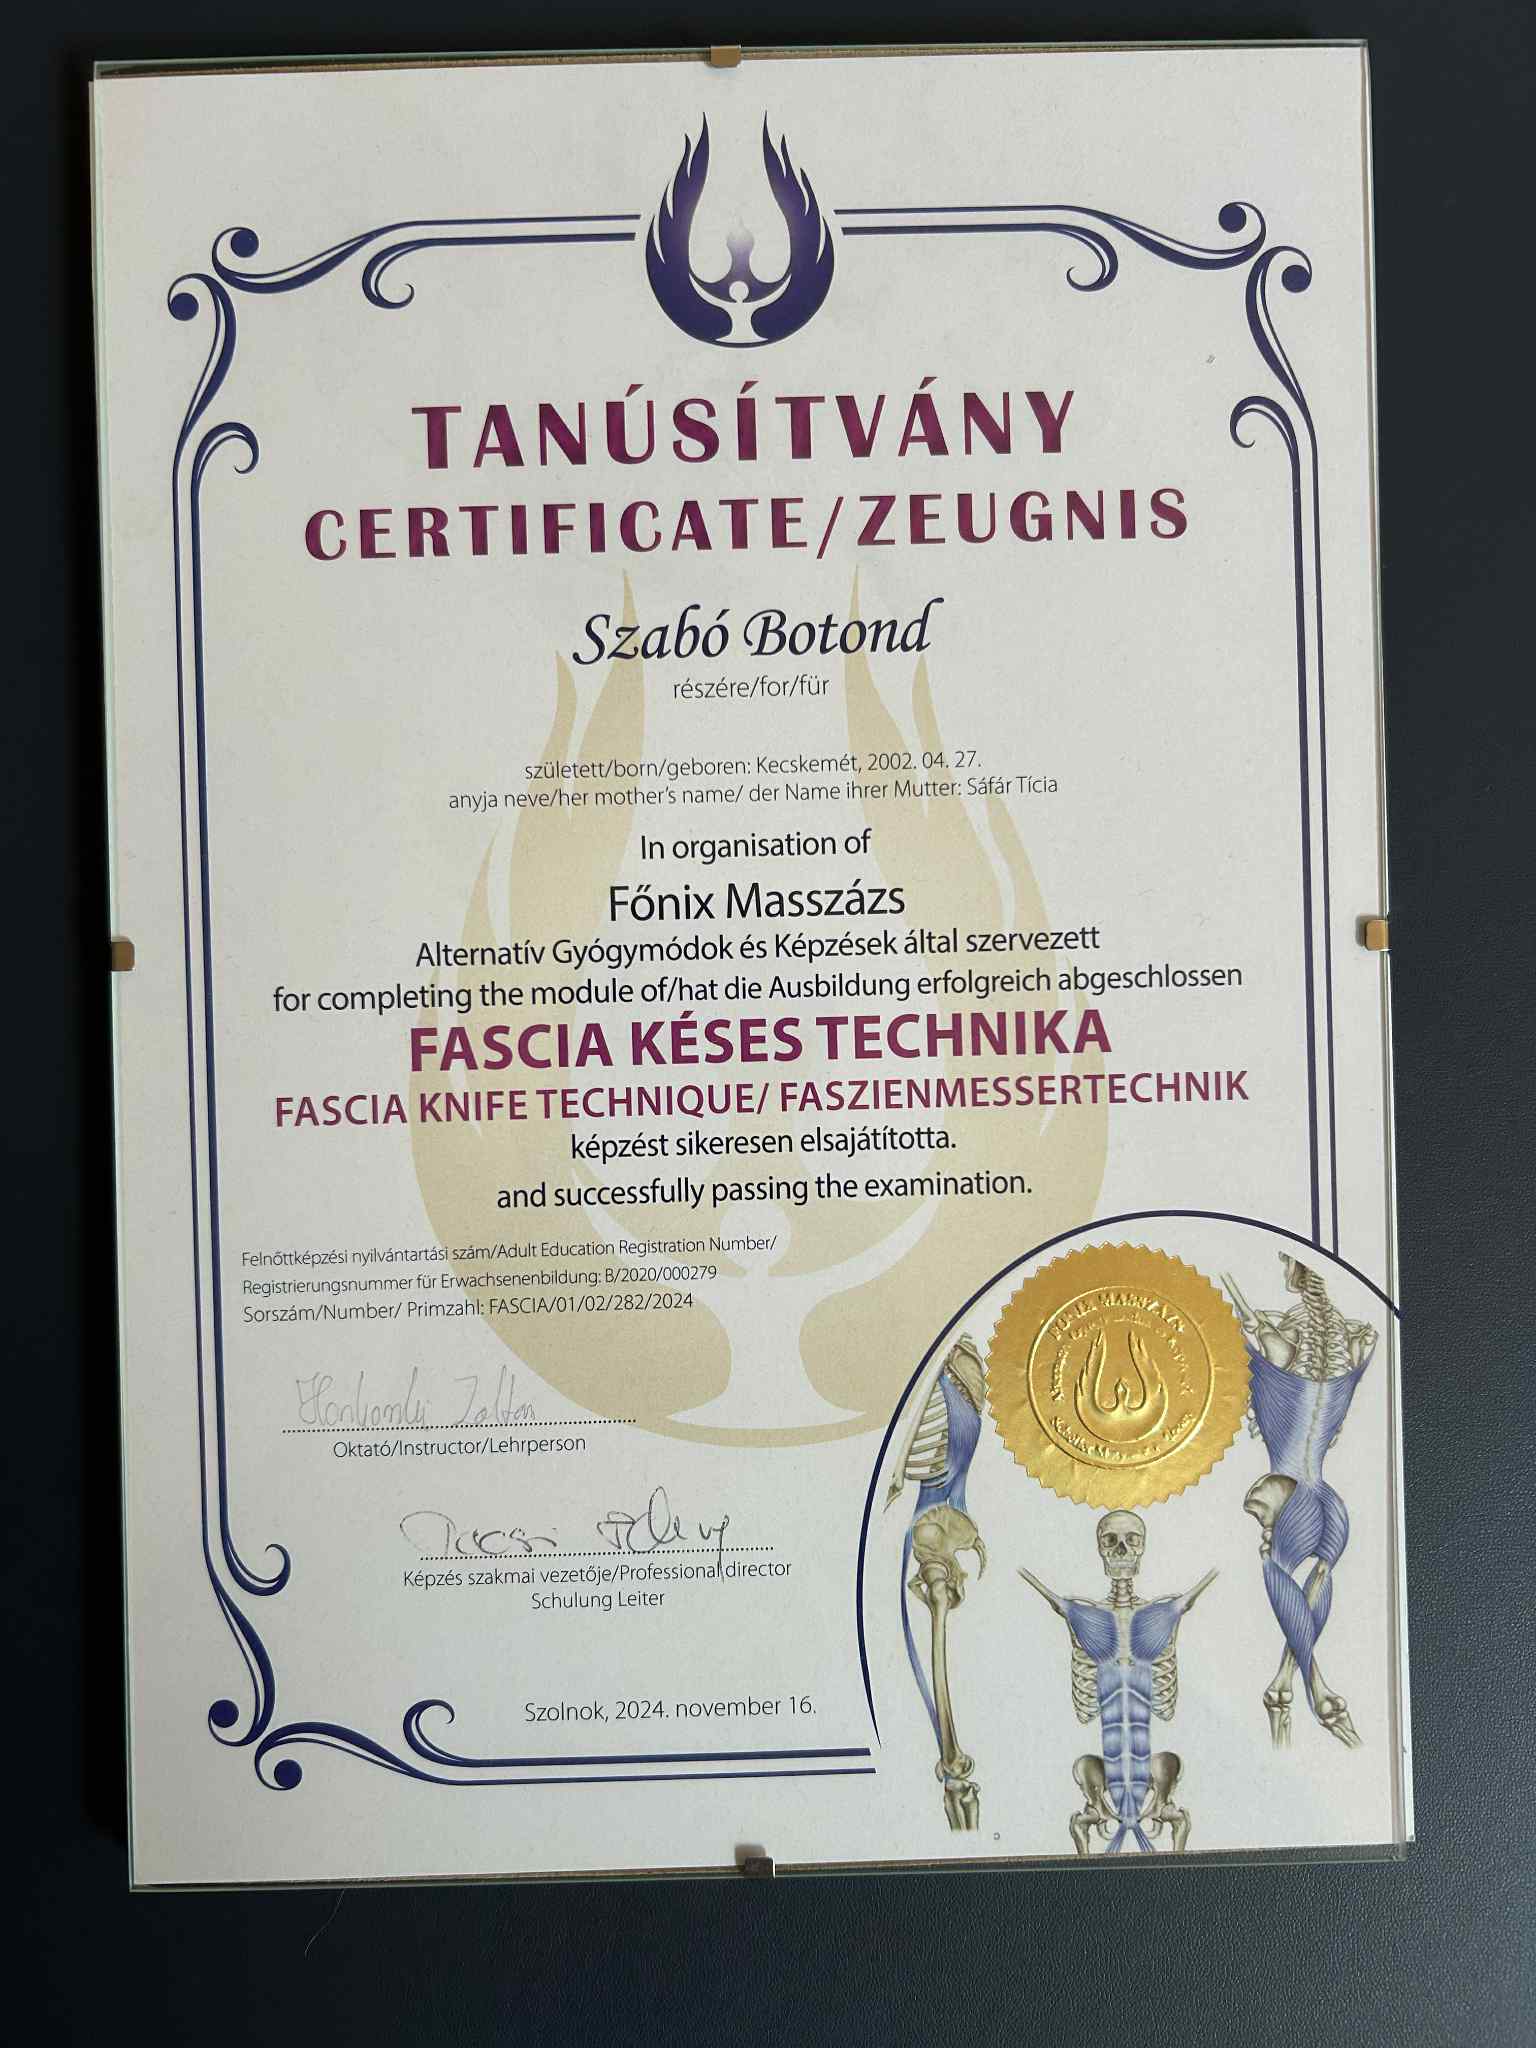 TANÚSÍTVÁNY
CERTIFICATE/ZEUGNIS
Szabó Botond
részére/for/für
született/born/geboren: Kecskemét, 2002. 04. 27.
anyja neve/her mother's name/ der Name ihrer Mutter: Sáfár Tícia
In organisation of
Főnix Masszázs
Alternatív Gyógymódok és Képzések által szervezett
for completing the module of/hat die Ausbildung erfolgreich abgeschlossen
FASCIA KÉSES TECHNIKA
FASCIA KNIFE TECHNIQUE/ FASZIENMESSERTECHNIK
képzést sikeresen elsajátította.
and successfully passing the examination.
Felnőttképzési nyilvántartási szám/Adult Education Registration Number/
Registrierungsnummer für Erwachsenenbildung: B/2020/000279
Sorszám/Number/ Primzahl: FASCIA/01/02/282/2024
Zoltán
Oktató/Instructor/Lehrperson
Képzés szakmai vezetője/Professional director
Schulung Leiter
Szolnok, 2024. november 16.